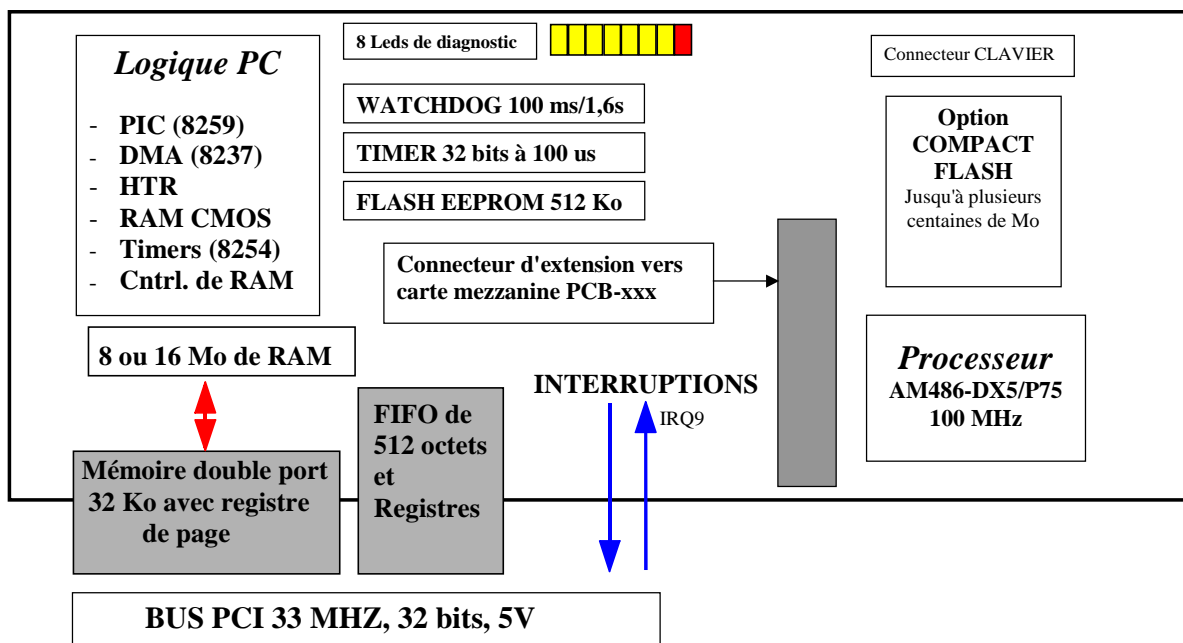 Logique PC
- PIC (8259)
- DMA (8237)
- HTR
- RAM CMOS
- Timers (8254)
- Cntrl. de RAM
8 Leds de diagnostic
WATCHDOG 100 ms/1,6s
TIMER 32 bits à 100 us
FLASH EEPROM 512 Ko
Connecteur d'extension vers
carte mezzanine PCB-xxx
Connecteur CLAVIER
Option
COMPACT
FLASH
Jusqu'à plusieurs
centaines de Mo
8 ou 16 Mo de RAM
Processeur
AM486-DX5/P75
100 MHz
INTERRUPTIONS
IRQ9
FIFO de
512 octets
et
Registres
Mémoire double port
32 Ko avec registre
de page
BUS PCI 33 MHZ, 32 bits, 5V